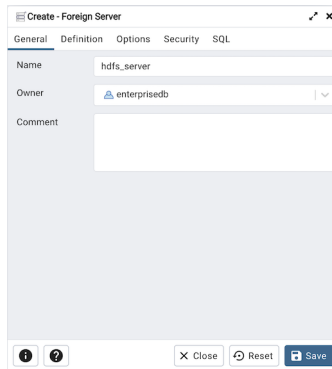 Create - Foreign Server
General Definition Options Security SQL
Name hdfs_server
Owner enterprisedb
Comment
Close Reset Save